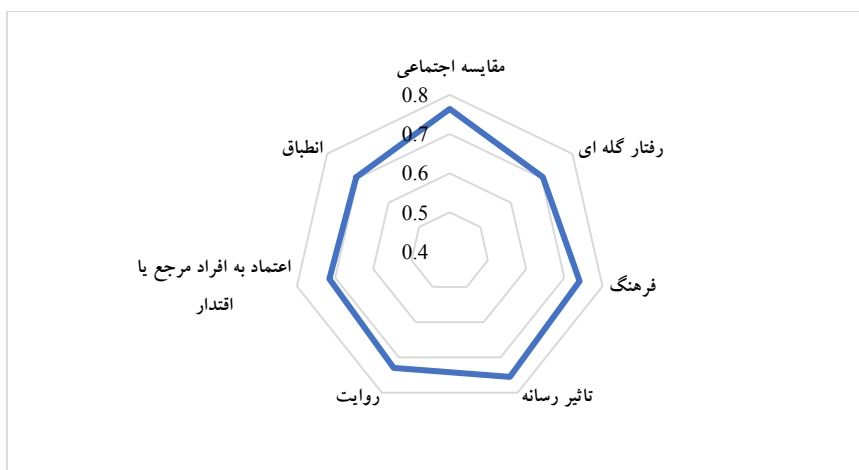 مقایسه اجتماعی
0.8
0.7
0.6
0.5
0.4
رفتار گله ای
فرهنگ
تاثیر رسانه
روایت
اعتماد به افراد مرجع یا
اقتدار
انطباق